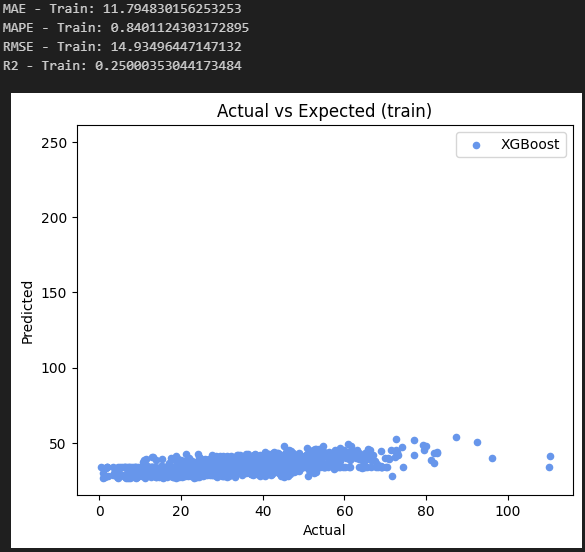 MAE - Train: 11.794830156253253
MAPE - Train: 0.8401124303172895
RMSE - Train: 14.93496447147132
R2 - Train: 0.25000353044173484
Actual vs Expected (train)
XGBoost
250
200
150
100
50
Predicted
0 20 40 60 80 100
Actual